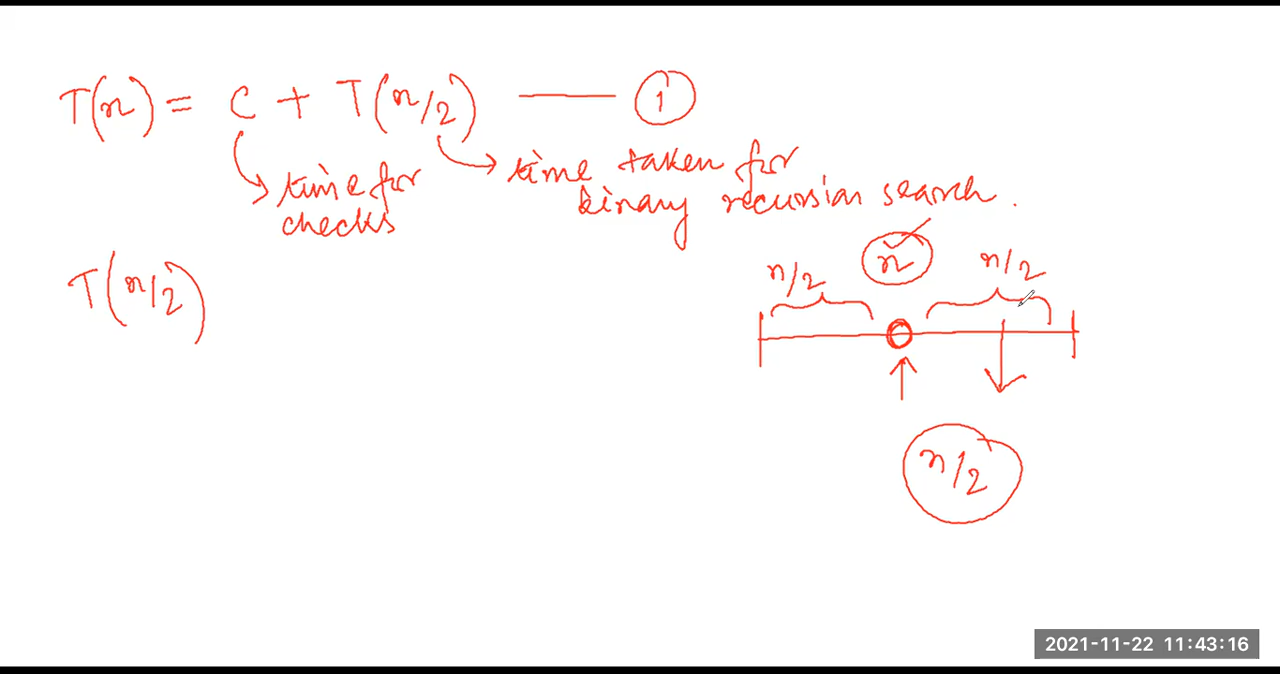 T(n) = C + T(n/2) —— 1
time for
checks
time taken for
binary recursion search.
T(n/2)
n/2
n
n/2
n/2
2021-11-22 11:43:16